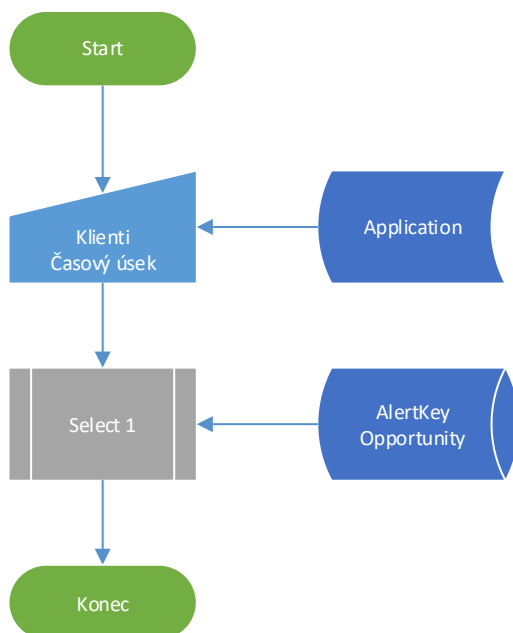 Start
Klienti
Časový úsek
Application
Select 1
AlertKey
Opportunity
Konec